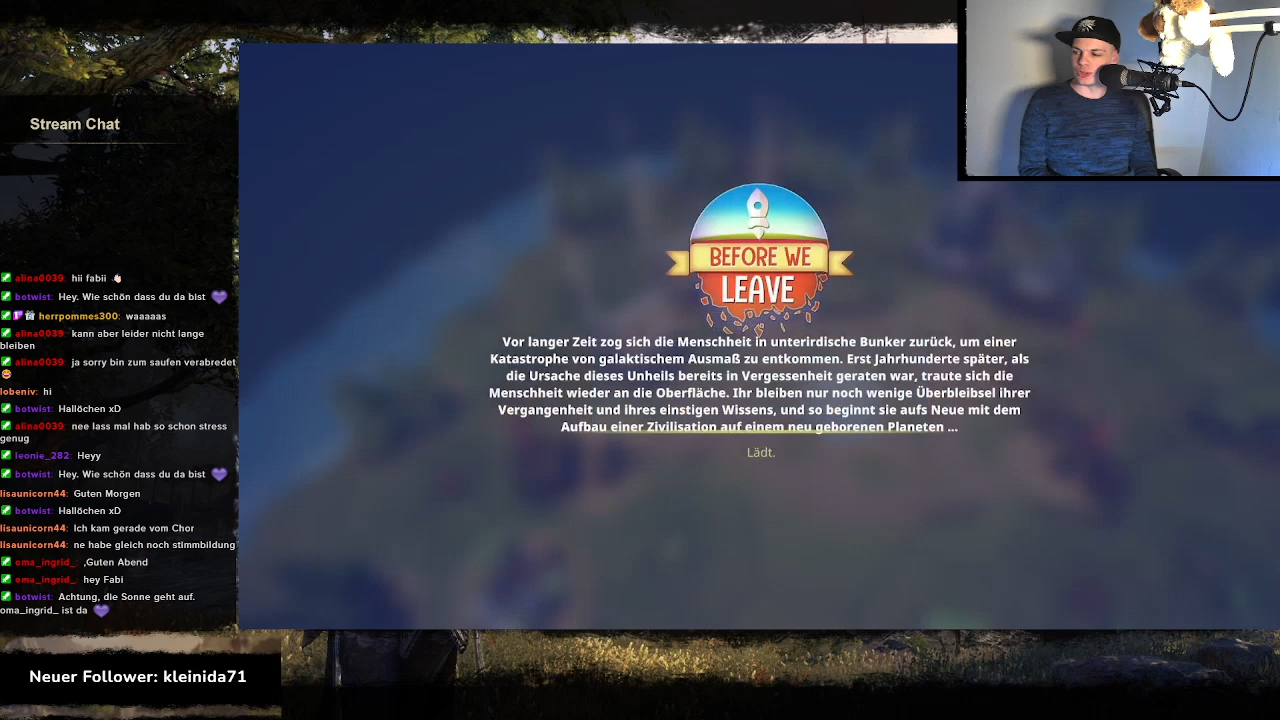 Stream Chat
alina0039: hii fabii
botwist: Hey. Wie schön dass du da bist
herrpommes300: waaaaas
alina0039: kann aber leider nicht lange
bleiben
alina0039: ja sorry bin zum saufen verabredet
lobeniv: hi
botwist: Hallöchen xD
alina0039: nee lass mal hab so schon stress
genug
leonie_282: Heyy
botwist: Hey. Wie schön dass du da bist
lisaunicorn44: Guten Morgen
botwist: Hallöchen xD
lisaunicorn44: Ich kam gerade vom Chor
lisaunicorn44: ne habe gleich noch stimmbildung
oma_ingrid_: ,Guten Abend
oma_ingrid_: hey Fabi
botwist: Achtung, die Sonne geht auf.
oma_ingrid_ ist da
Neuer Follower: kleinida71
BEFORE WE
LEAVE
Vor langer Zeit zog sich die Menschheit in unterirdische Bunker zurück, um einer
Katastrophe von galaktischem Ausmaß zu entkommen. Erst Jahrhunderte später, als
die Ursache dieses Unheils bereits in Vergessenheit geraten war, traute sich die
Menschheit wieder an die Oberfläche. Ihr bleiben nur noch wenige Überbleibsel ihrer
Vergangenheit und ihres einstigen Wissens, und so beginnt sie aufs Neue mit dem
Aufbau einer Zivilisation auf einem neu geborenen Planeten ...
Lädt.